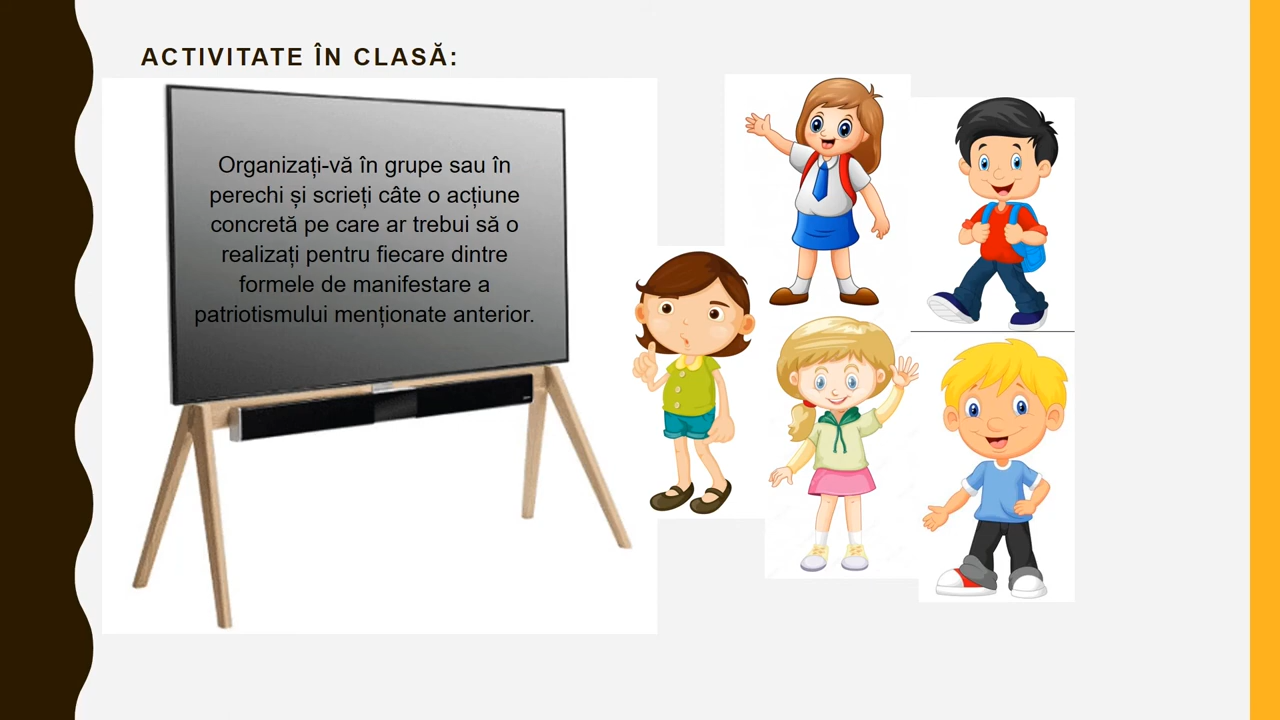 ACTIVITATE ÎN CLASĂ:
Organizați-vă în grupe sau în
perechi și scrieți câte o acțiune
concretă pe care ar trebui să o
realizați pentru fiecare dintre
formele de manifestare a
patriotismului menționate anterior.